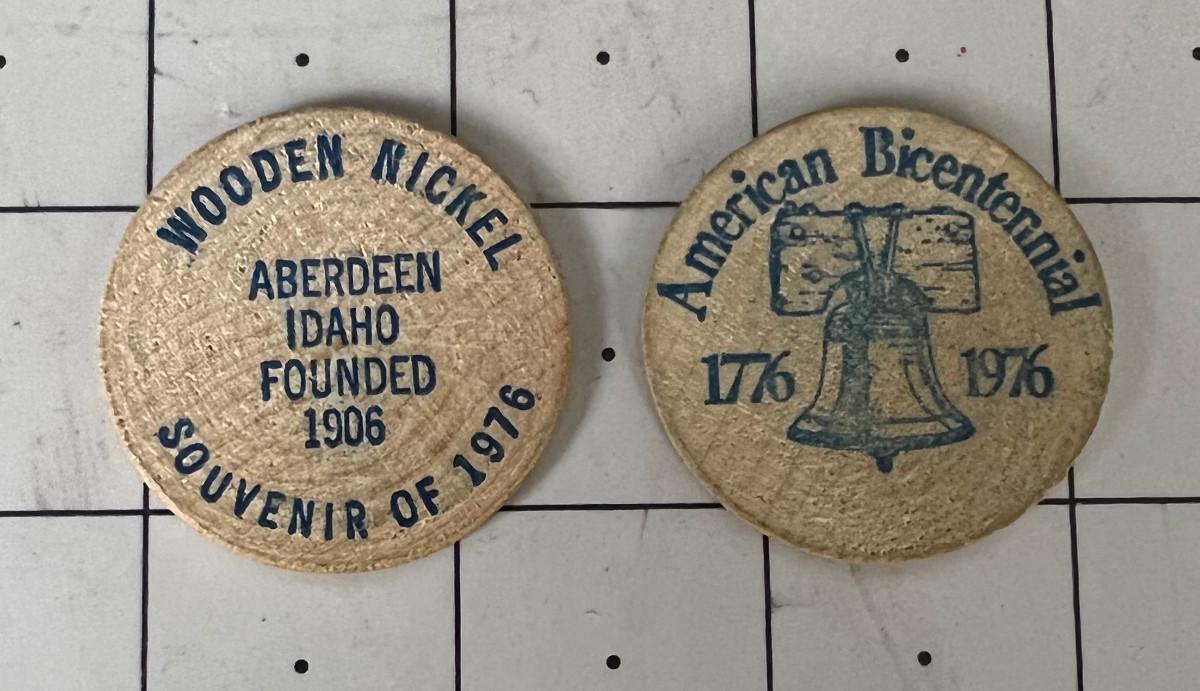 WOODEN NICKEL
ABERDEEN
IDAHO
FOUNDED
1906
SOUVENIR OF 1976
American Bicentennial
1776 1976